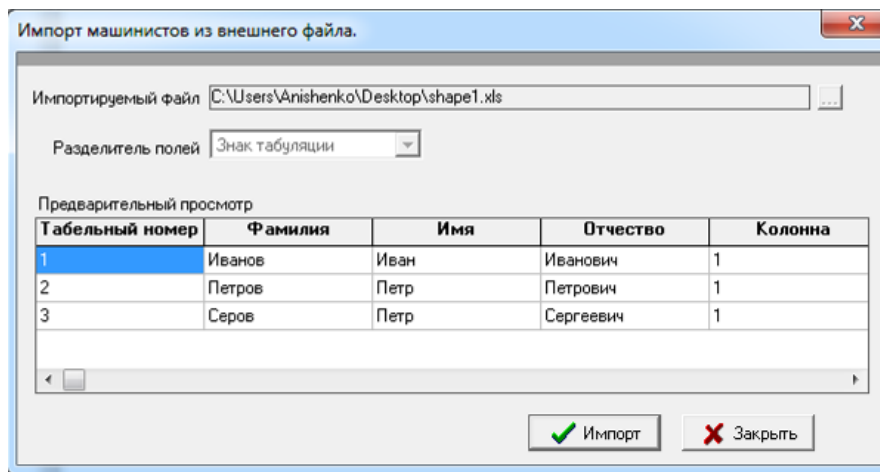 Импорт машинистов из внешнего файла.
Импортируемый файл C:\Users\Anishenko\Desktop\shape1.xls ...
Разделитель полей Знак табуляции
Предварительный просмотр
Табельный номер Фамилия Имя Отчество Колонна
1 Иванов Иван Иванович 1
2 Петров Петр Петрович 1
3 Серов Петр Сергеевич 1
Импорт Закрыть